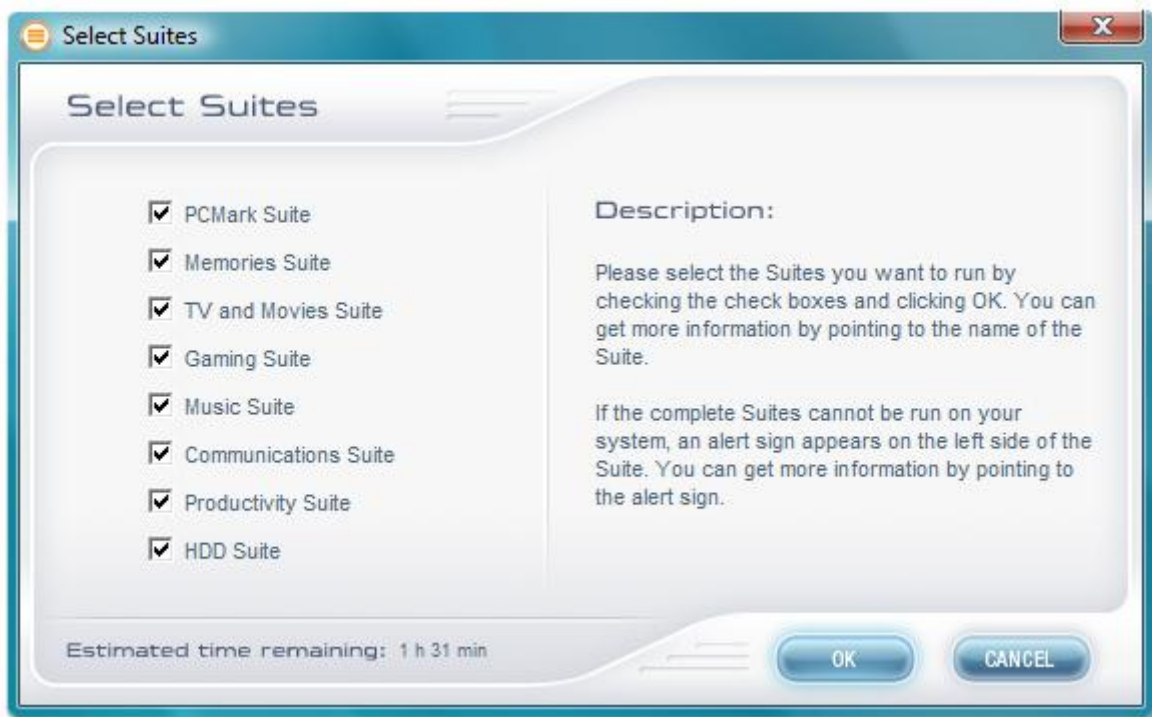 Select Suites
Select Suites
PCMark Suite
Memories Suite
TV and Movies Suite
Gaming Suite
Music Suite
Communications Suite
Productivity Suite
HDD Suite
Description:
Please select the Suites you want to run by
checking the check boxes and clicking OK. You can
get more information by pointing to the name of the
Suite.
If the complete Suites cannot be run on your
system, an alert sign appears on the left side of the
Suite. You can get more information by pointing to
the alert sign.
Estimated time remaining: 1 h 31 min
OK
CANCEL